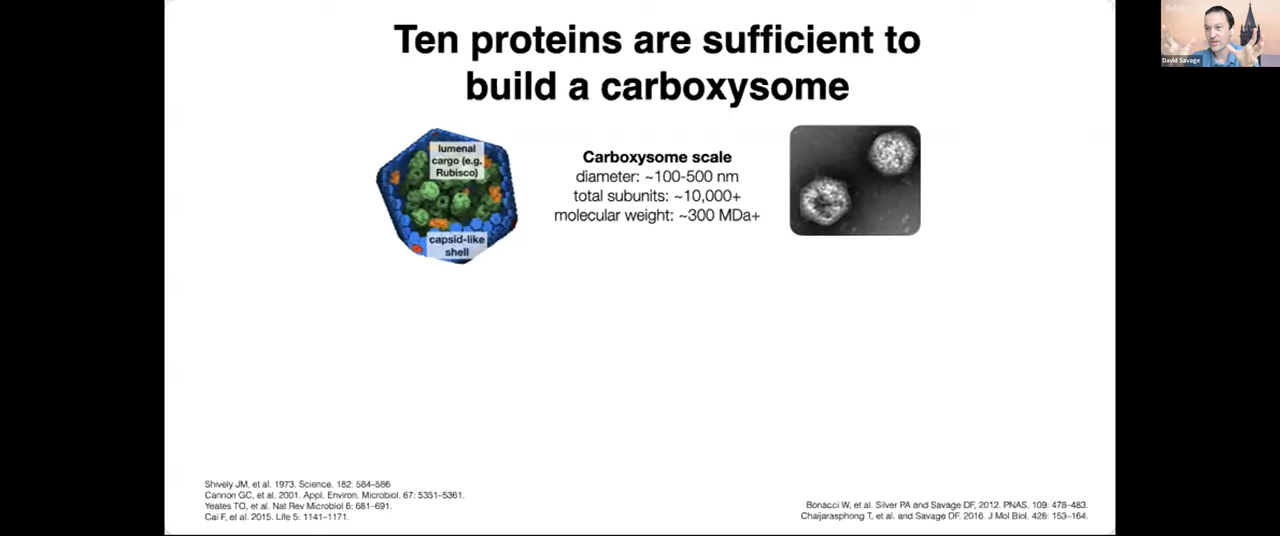 Ten proteins are sufficient to
build a carboxysome
lumenal
cargo (e.g.
Rubisco)
capsid-like
shell
Carboxysome scale
diameter: ~100-500 nm
total subunits: ~10,000+
molecular weight: ~300 MDa+
Shively JM, et al. 1973. Science. 182: 584–586
Cannon GC, et al. 2001. Appl. Environ. Microbiol. 67: 5351–5361.
Yeates TO, et al. Nat Rev Microbiol 6: 681–691.
Cai F, et al. 2015. Life 5: 1141–1171.
Bonacci W, et al. Silver PA and Savage DF, 2012. PNAS. 109: 478–483.
Chaijarasphong T, et al. and Savage DF, 2016. J Mol Biol. 428: 153–164.
David Savage